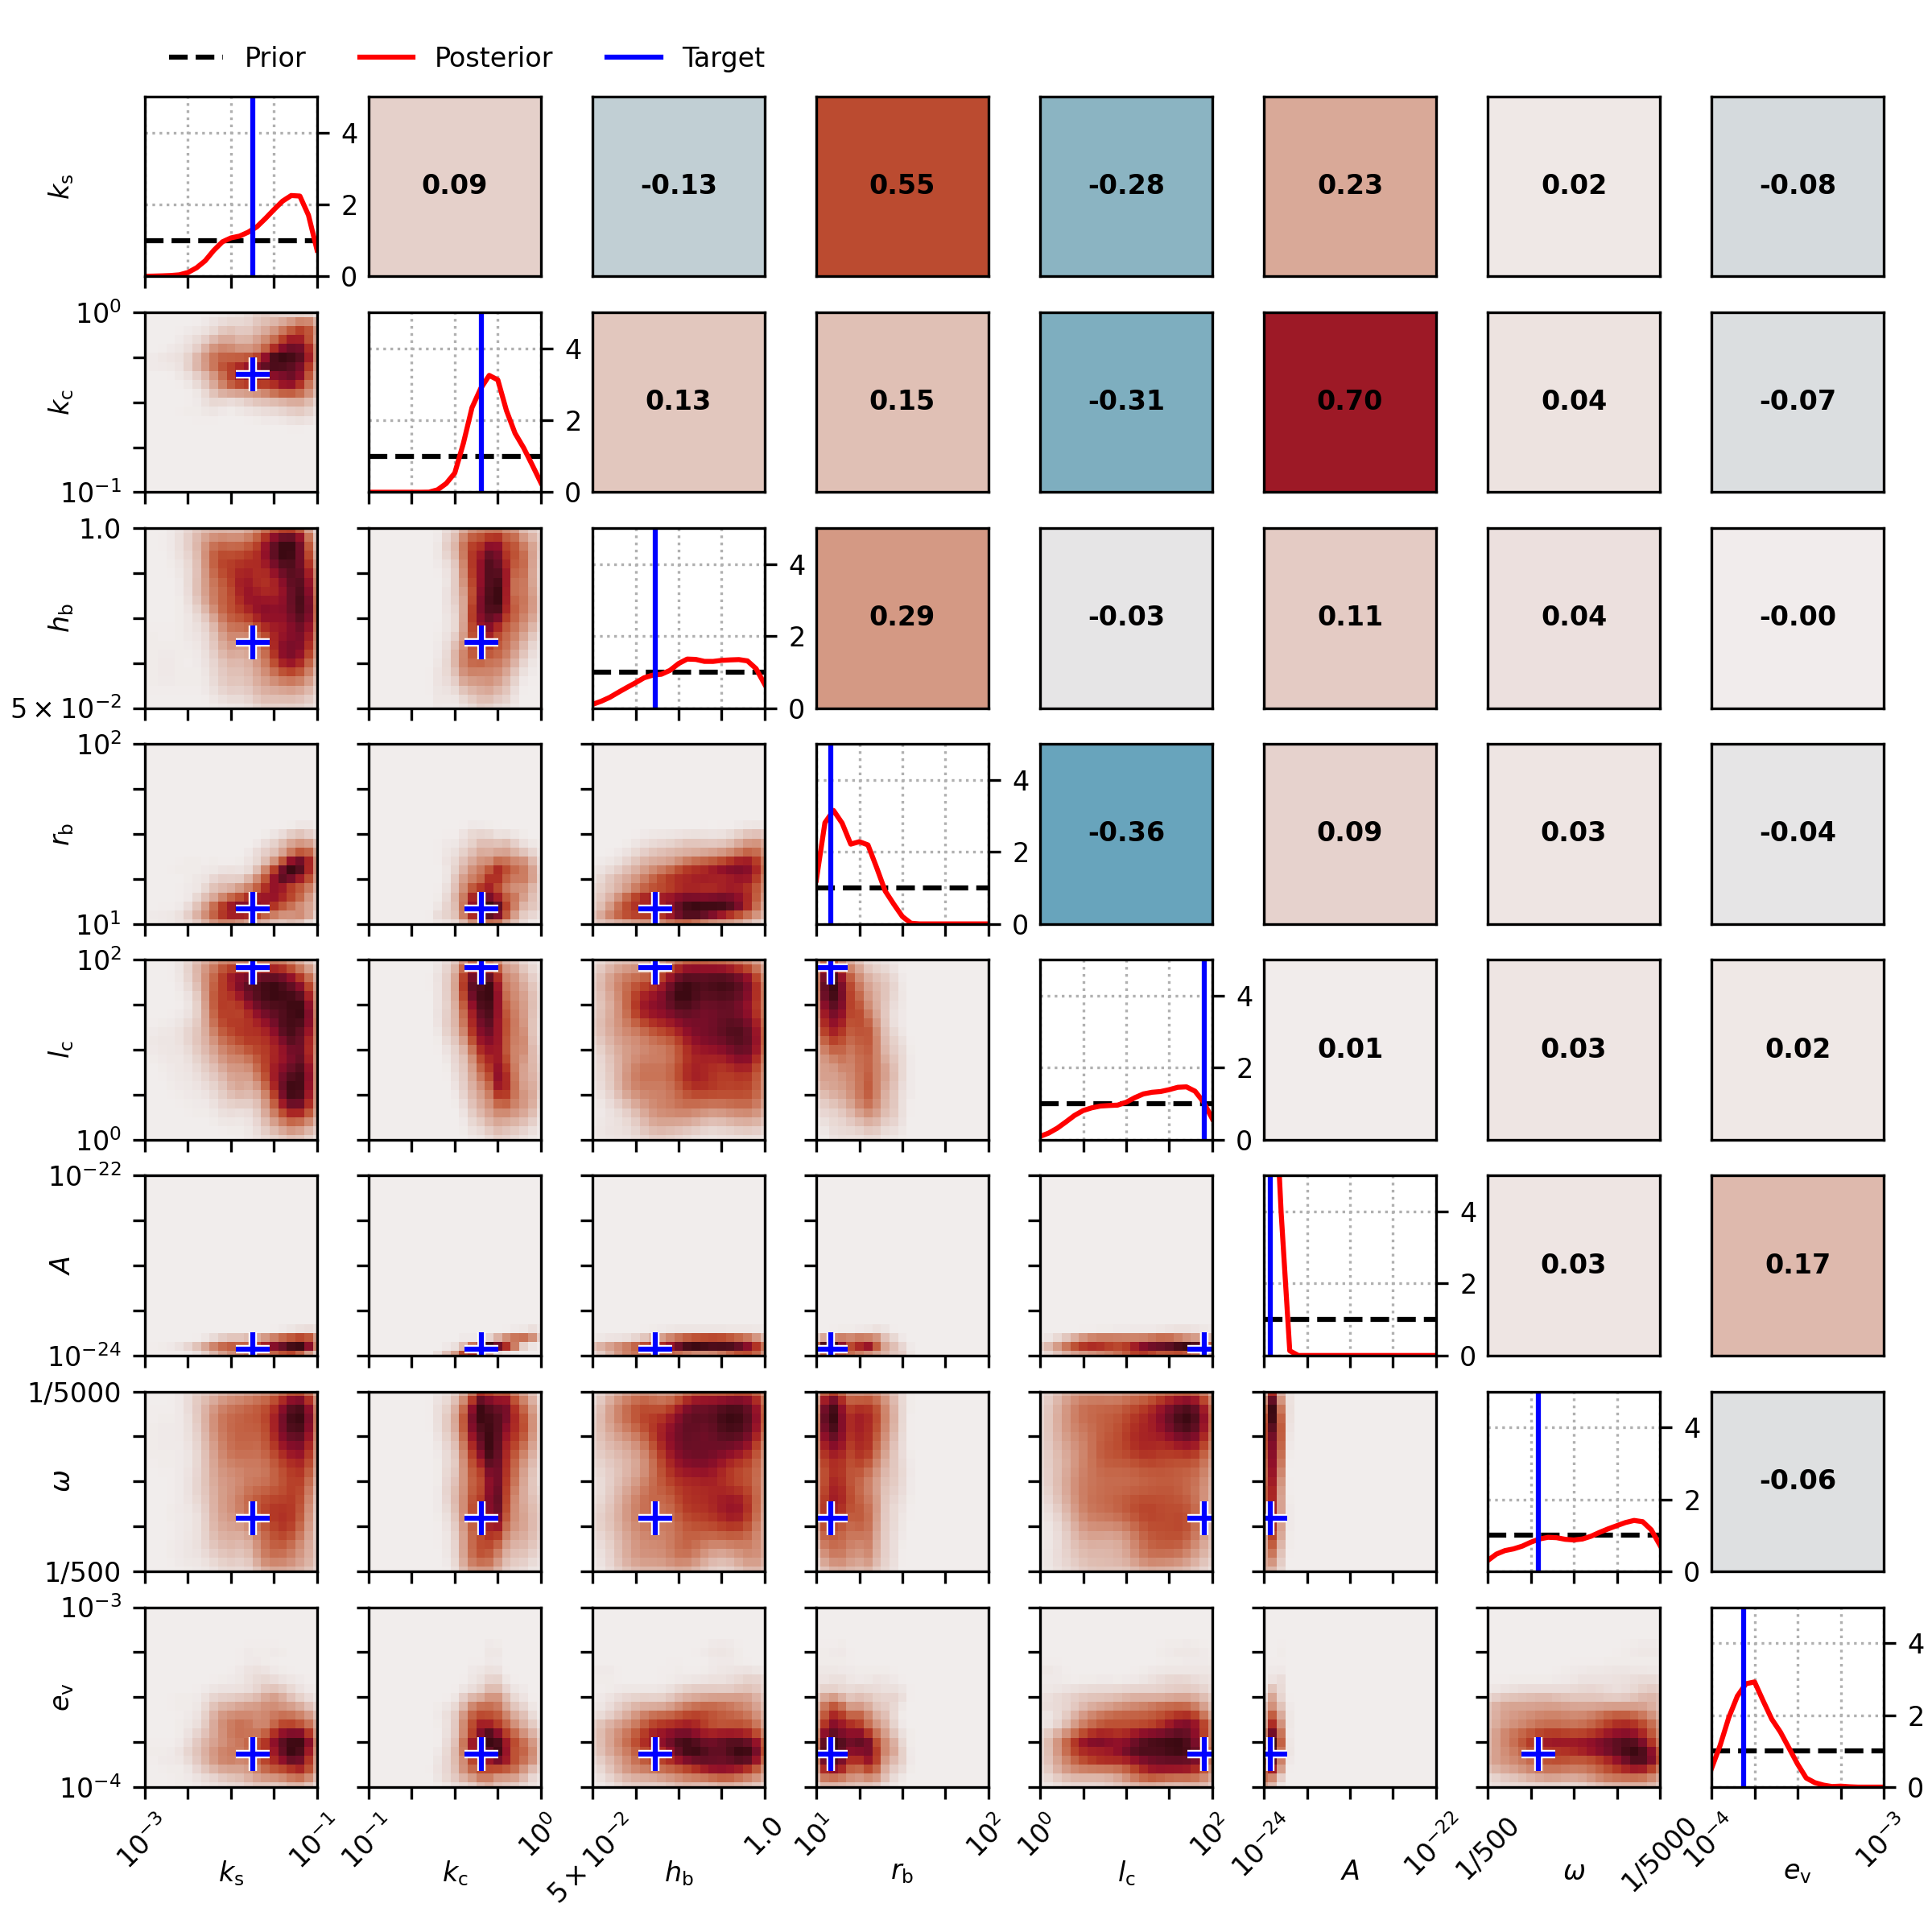 Prior Posterior Target
k_s 4 2 0 0.09 -0.13 0.55 -0.28 0.23 0.02 -0.08
10^0 k_c 10^-1 4 2 0 0.13 0.15 -0.31 0.70 0.04 -0.07
1.0 h_b 5 × 10^-2 4 2 0 0.29 -0.03 0.11 0.04 -0.00
10^2 r_b 10^1 4 2 0 -0.36 0.09 0.03 -0.04
10^2 l_c 10^0 4 2 0 0.01 0.03 0.02
10^-22 A 10^-24 4 2 0 0.03 0.17
1/5000 ω 1/500 4 2 0 -0.06
10^-3 e_v 10^-4 4 2 0
10^-3 10^-1 10^-1 10^0 5 × 10^-2 1.0 10^1 10^2 10^0 10^2 10^-24 10^-22 1/500 1/5000 10^-4 10^-3
k_s k_c h_b r_b l_c A ω e_v